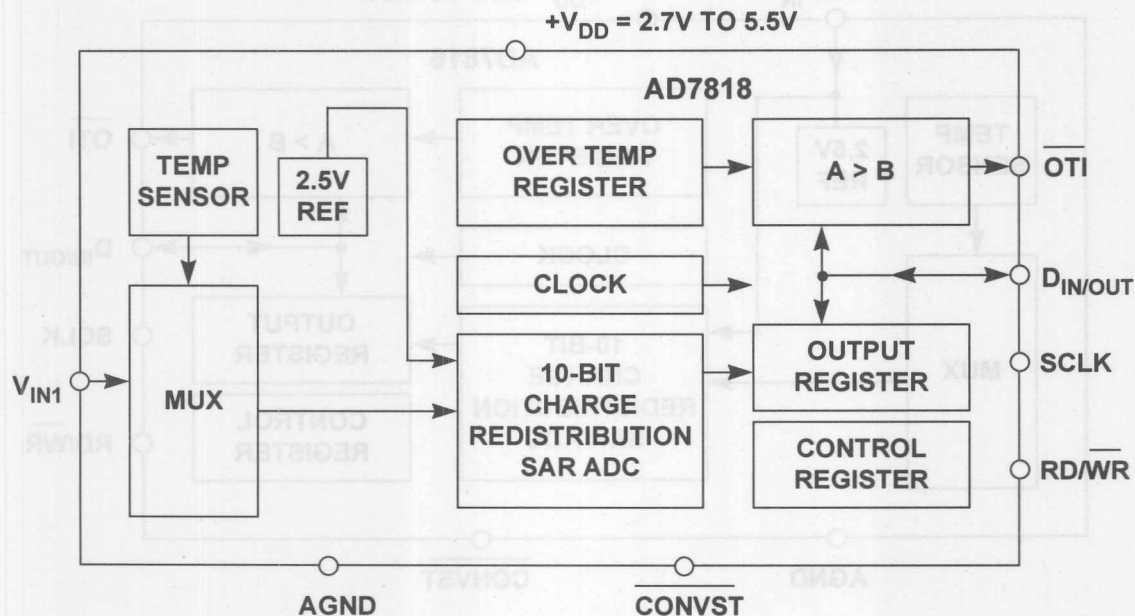 +VDD = 2.7V TO 5.5V
AD7818
TEMP
SENSOR
2.5V
REF
OVER TEMP
REGISTER
A > B
OTI
CLOCK
DIN/OUT
MUX
VIN1
10-BIT
CHARGE
REDISTRIBUTION
SAR ADC
OUTPUT
REGISTER
SCLK
CONTROL
REGISTER
RD/WR
AGND
CONVST